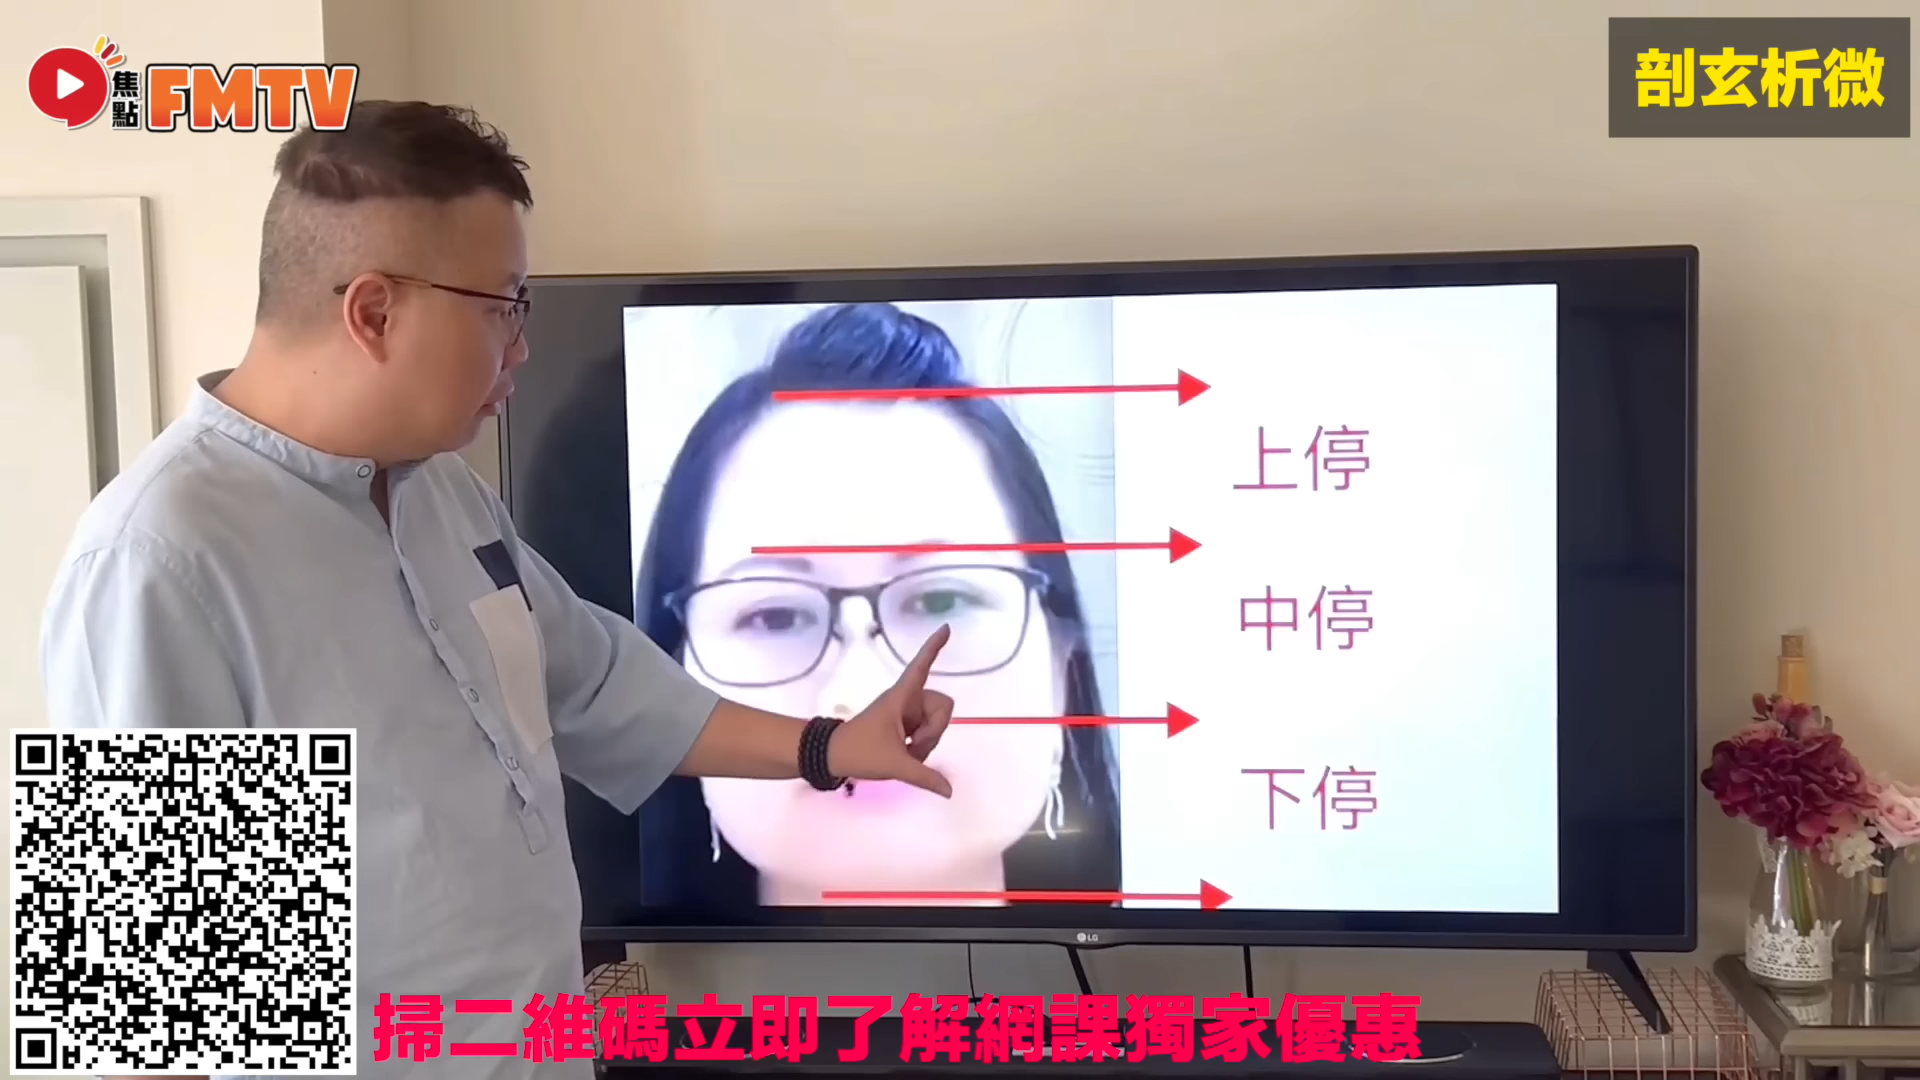 焦點 FMTV
剖玄析微
上停
中停
下停
LG
掃二維碼立即了解網課獨家優惠